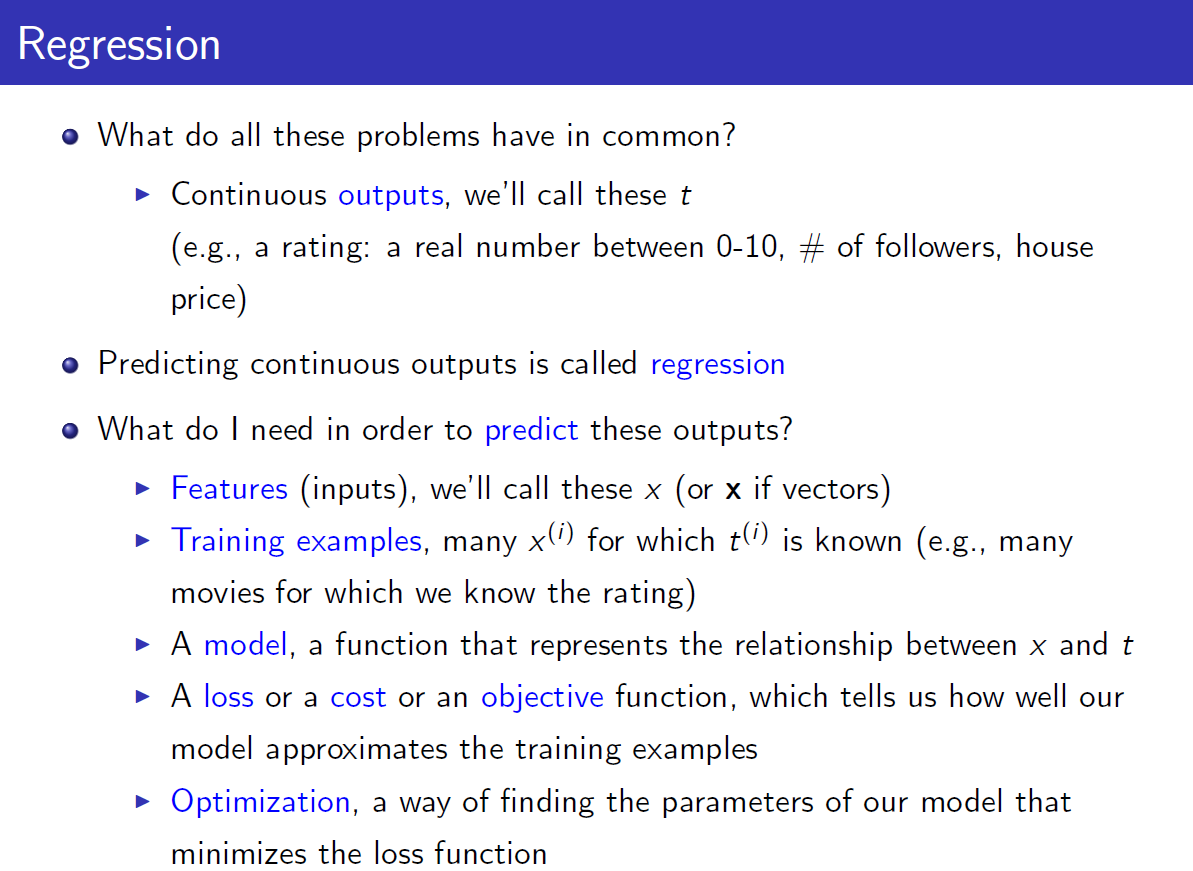 Regression
What do all these problems have in common?
Continuous outputs, we'll call these t
(e.g., a rating: a real number between 0-10, # of followers, house
price)
Predicting continuous outputs is called regression
What do I need in order to predict these outputs?
Features (inputs), we'll call these x (or x if vectors)
Training examples, many x^(i) for which t^(i) is known (e.g., many
movies for which we know the rating)
A model, a function that represents the relationship between x and t
A loss or a cost or an objective function, which tells us how well our
model approximates the training examples
Optimization, a way of finding the parameters of our model that
minimizes the loss function